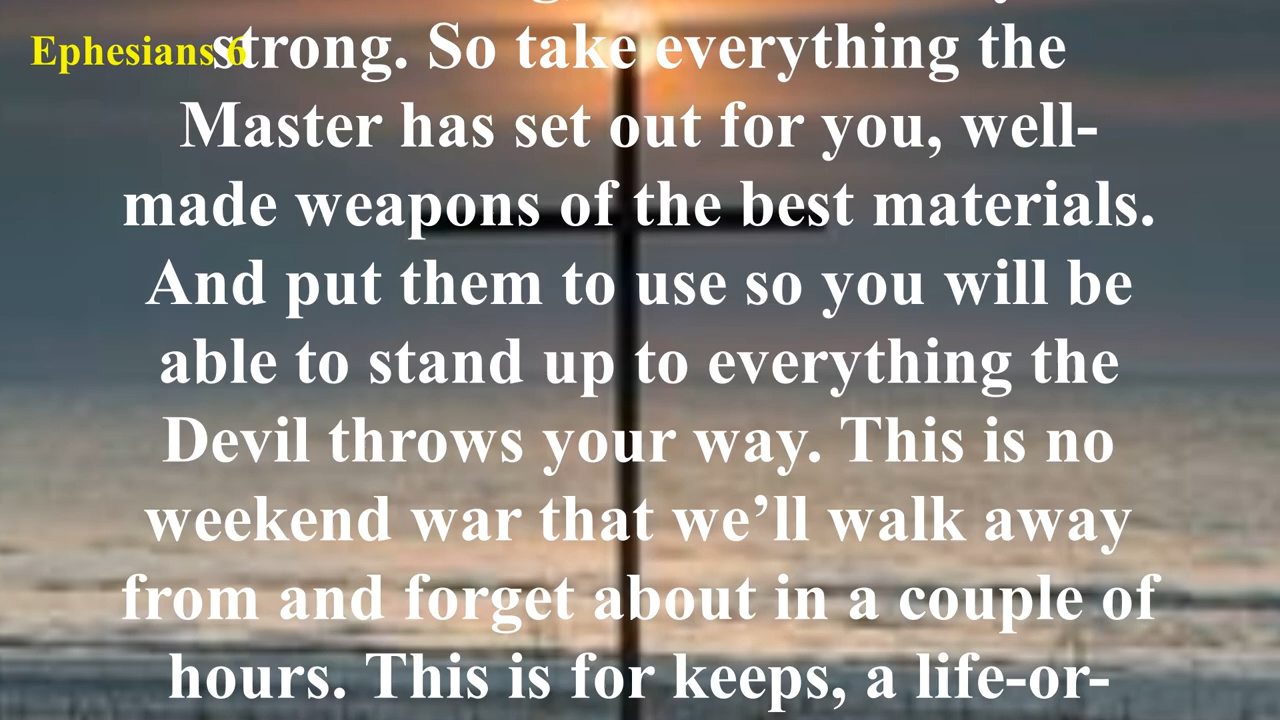 Ephesians 6
strong. So take everything the
Master has set out for you, well-
made weapons of the best materials.
And put them to use so you will be
able to stand up to everything the
Devil throws your way. This is no
weekend war that we’ll walk away
from and forget about in a couple of
hours. This is for keeps, a life-or-